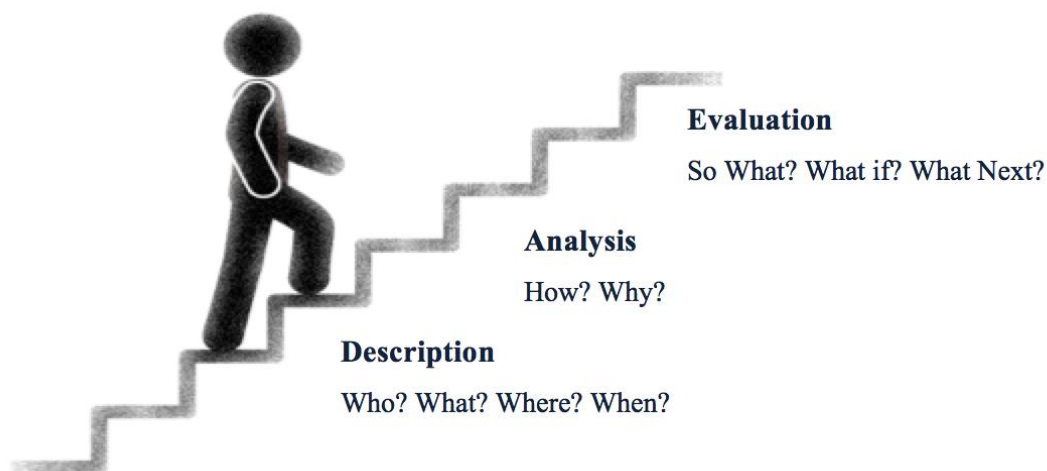 Evaluation
So What? What if? What Next?
Analysis
How? Why?
Description
Who? What? Where? When?